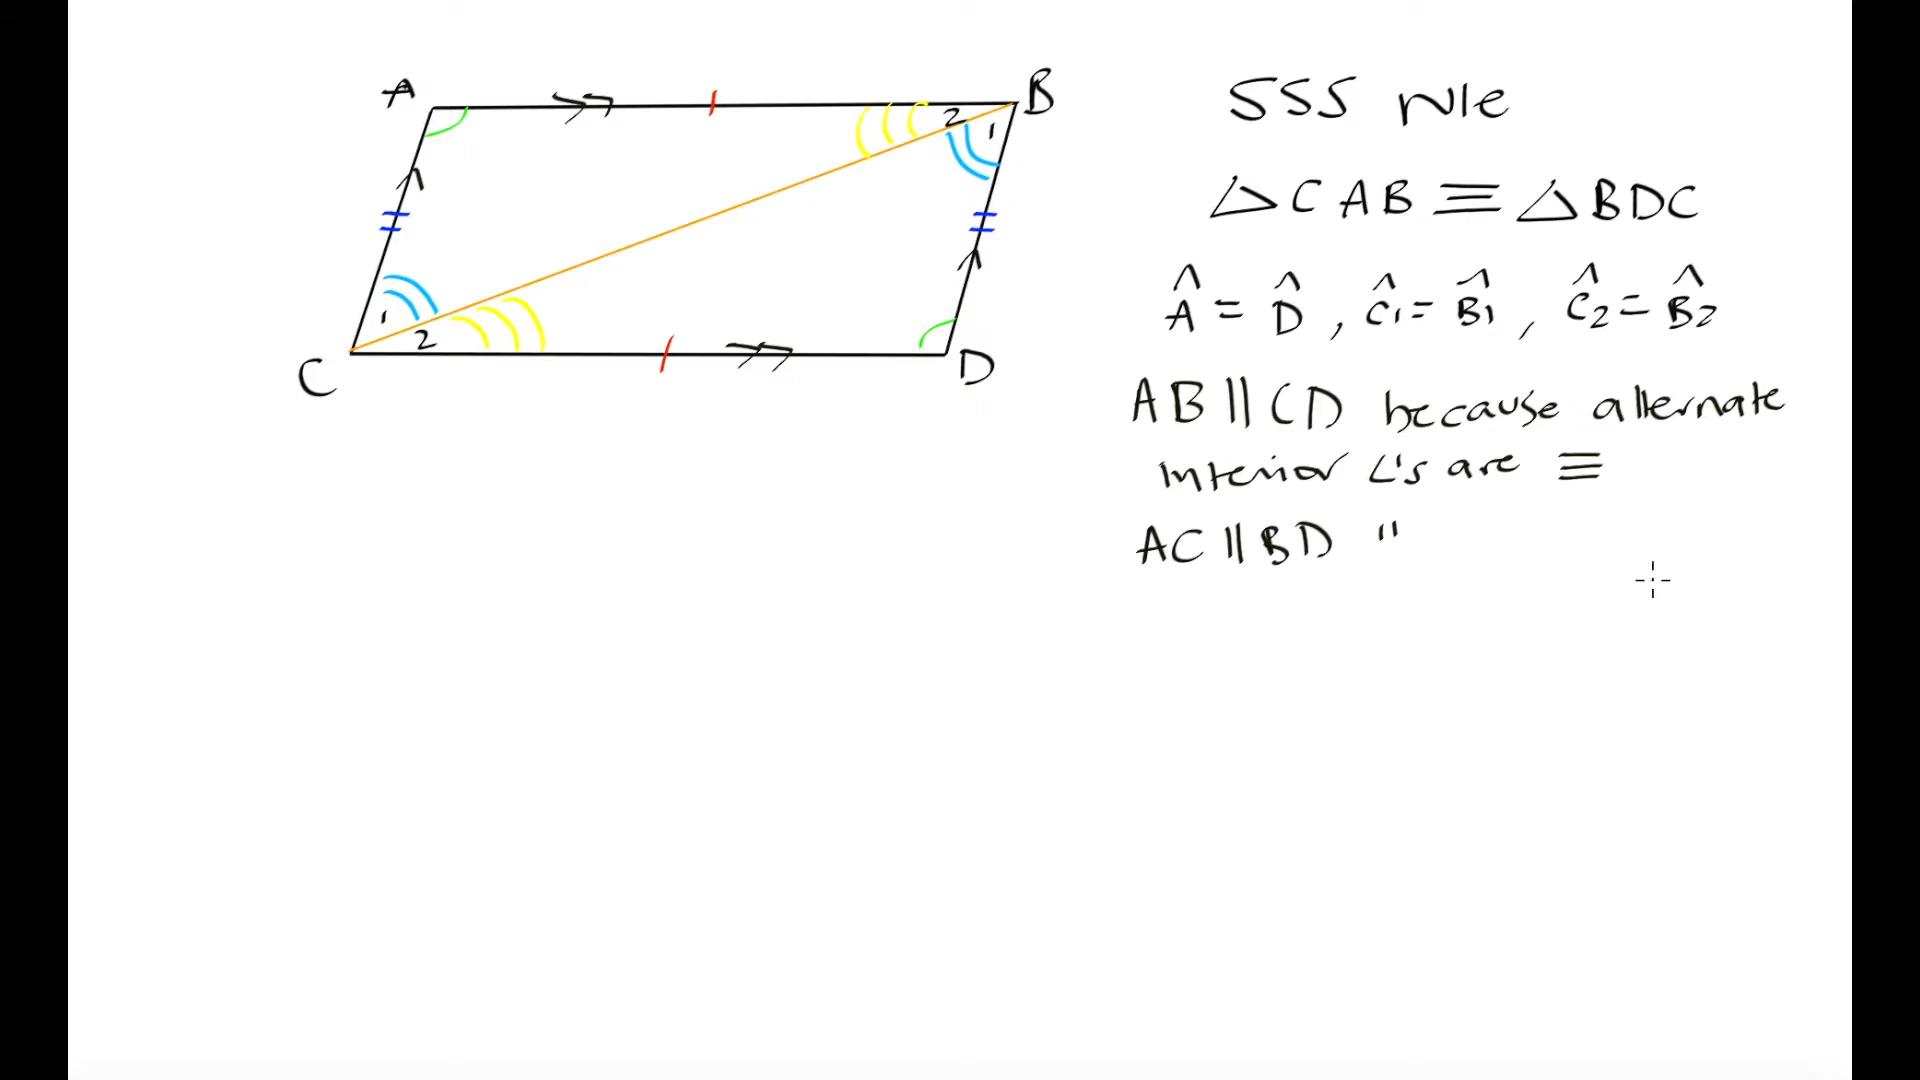 A B
2 1
1 2
C D
SSS rule
△CAB ≡ △BDC
Â = D̂, Ĉ1 = B̂1, Ĉ2 = B̂2
AB || CD because alternate
interior ∠'s are ≡
AC || BD "